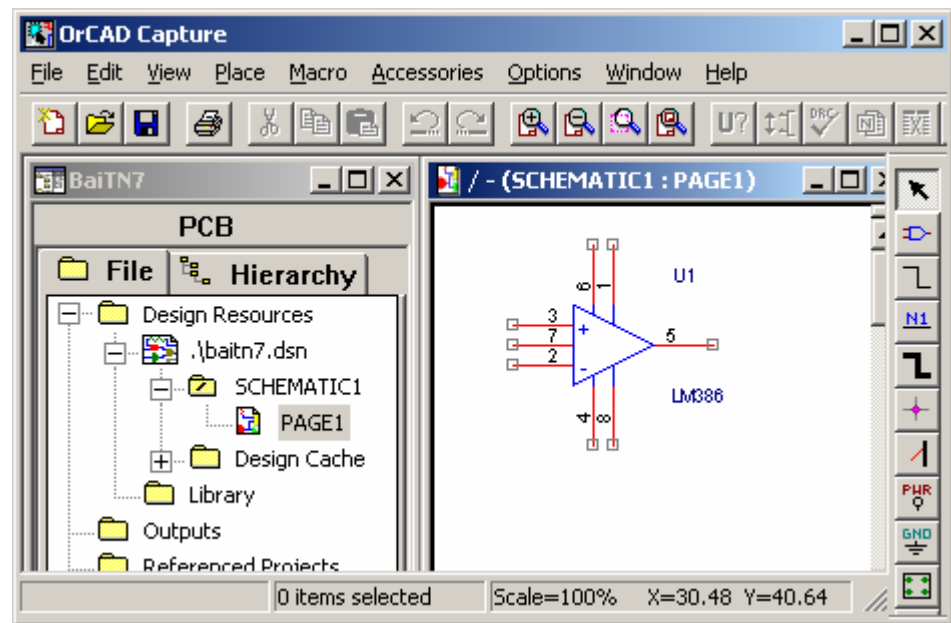 OrCAD Capture
File Edit View Place Macro Accessories Options Window Help
U? DRC N EXE
BaiTN7
PCB
File Hierarchy
Design Resources
.\baitn7.dsn
SCHEMATIC1
PAGE1
Design Cache
Library
Outputs
Referenced Projects
/ - (SCHEMATIC1 : PAGE1)
6 1
U1
3 +
7 5
2 -
LM386
4 8
N1
PWR
GND
0 items selected Scale=100% X=30.48 Y=40.64